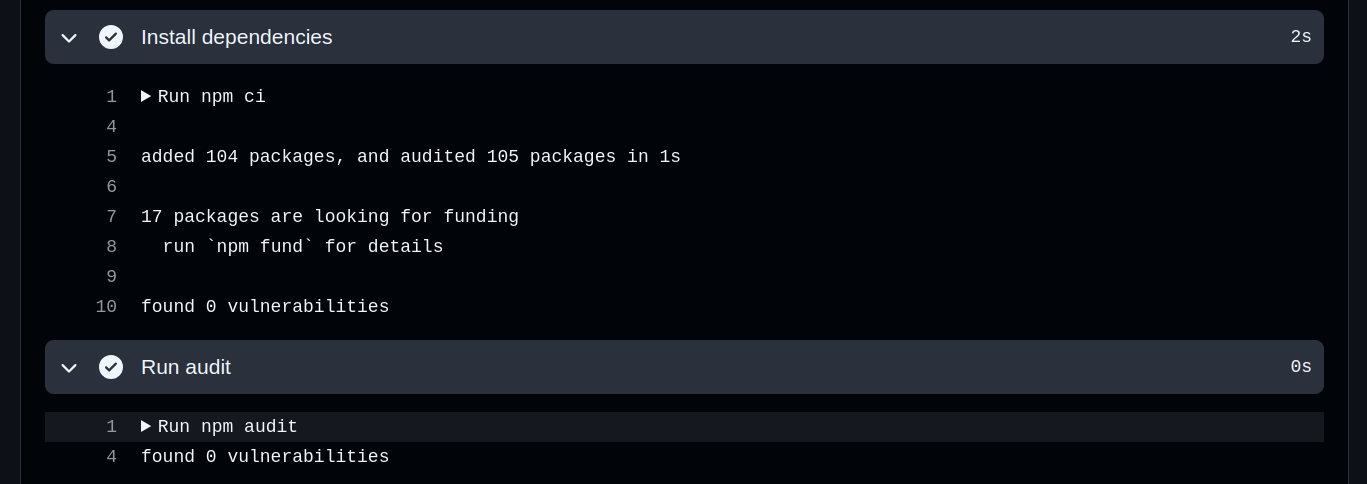 Install dependencies 2s
1 Run npm ci
4
5 added 104 packages, and audited 105 packages in 1s
6
7 17 packages are looking for funding
8   run `npm fund` for details
9
10 found 0 vulnerabilities
Run audit 0s
1 Run npm audit
4 found 0 vulnerabilities